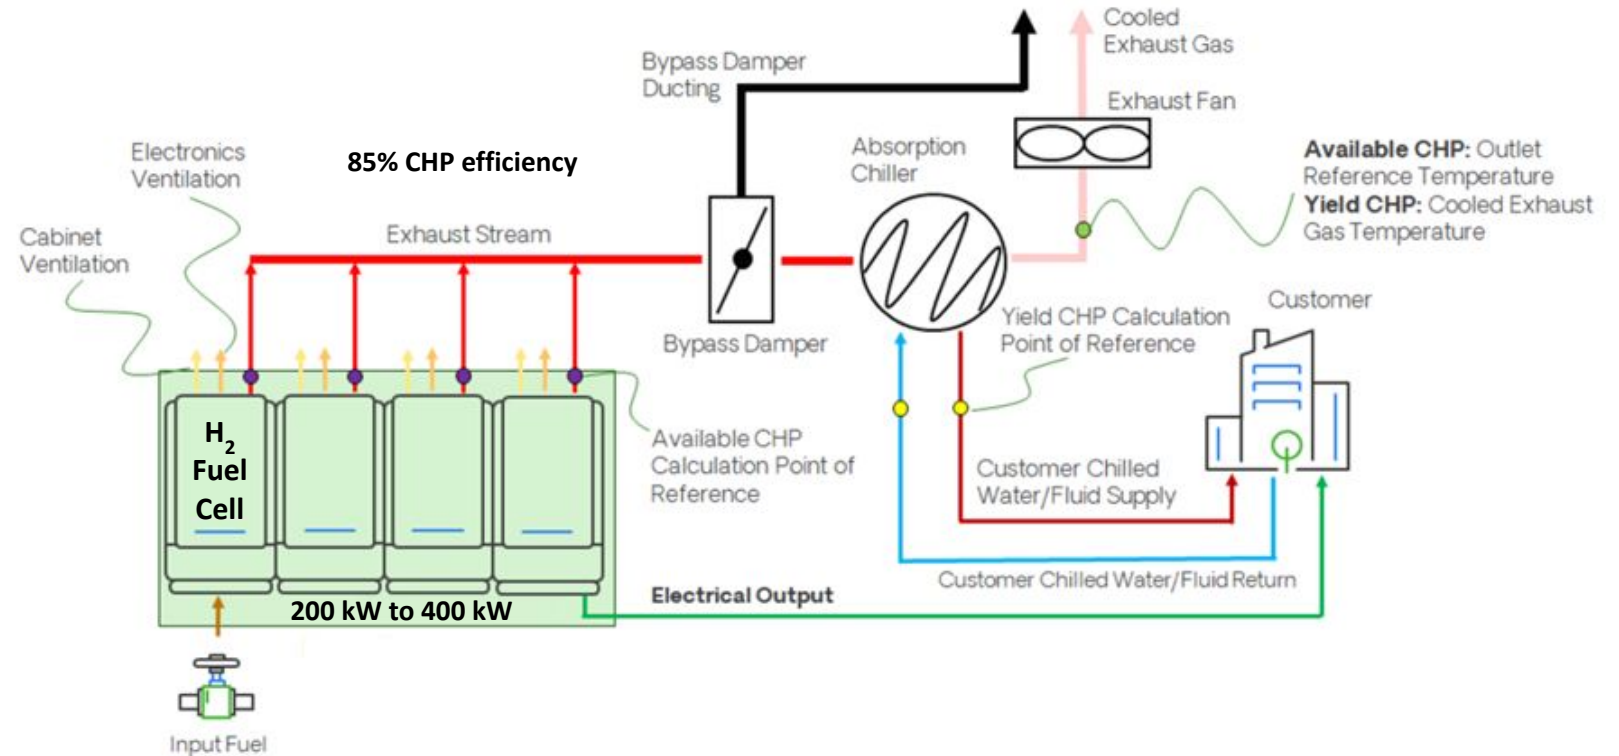 Cooled
Exhaust Gas
Bypass Damper
Ducting
Exhaust Fan
Electronics
Ventilation
85% CHP efficiency
Absorption
Chiller
Available CHP: Outlet
Reference Temperature
Yield CHP: Cooled Exhaust
Gas Temperature
Cabinet
Ventilation
Exhaust Stream
Bypass Damper
Yield CHP Calculation
Point of Reference
Customer
H2
Fuel
Cell
Available CHP
Calculation Point of
Reference
Customer Chilled
Water/Fluid Supply
Customer Chilled Water/Fluid Return
200 kW to 400 kW
Electrical Output
Input Fuel